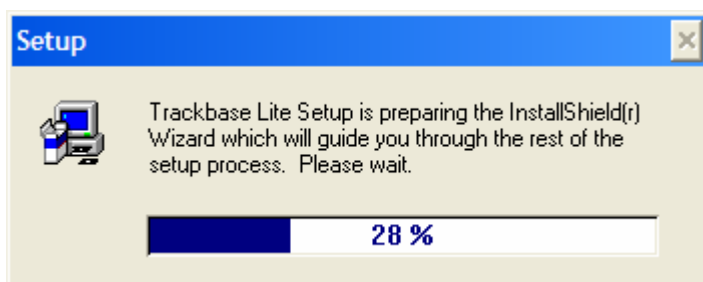 Setup
Trackbase Lite Setup is preparing the InstallShield(r)
Wizard which will guide you through the rest of the
setup process.  Please wait.
28 %